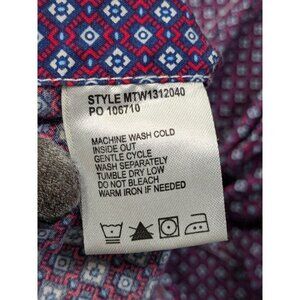 STYLE MTW1312040
PO 106710
MACHINE WASH COLD
INSIDE OUT
GENTLE CYCLE
WASH SEPARATELY
TUMBLE DRY LOW
DO NOT BLEACH
WARM IRON IF NEEDED